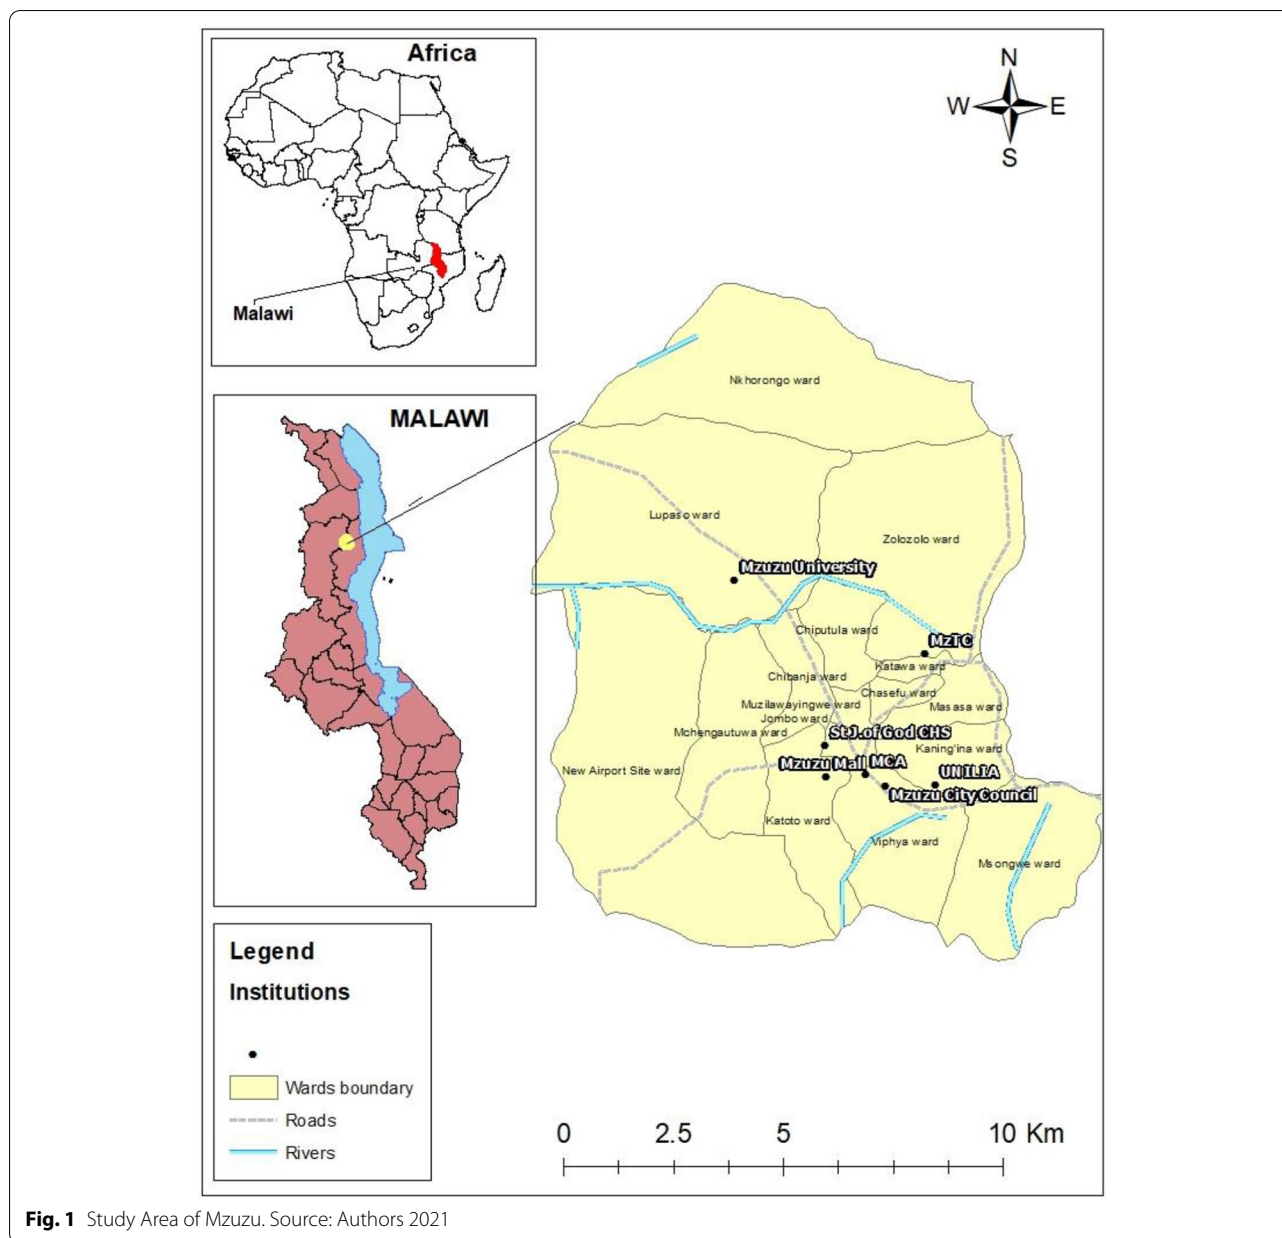 Africa
Malawi
N
W E
S
MALAWI
Nkhorongo ward
Lupaso ward
Zolozolo ward
Mzuzu University
Chiputula ward
MzTC
Katawa ward
Chibanja ward
Chasefu ward
Muzilawayingwe ward
Masasa ward
Jombo ward
Mchengautuwa ward
St J.of God CHS
Kaning'ina ward
New Airport Site ward
Mzuzu Mall
MCA
UNILIA
Mzuzu City Council
Katoto ward
Viphya ward
Msongwe ward
Legend
Institutions
Wards boundary
Roads
Rivers
0 2.5 5 10 Km
Fig. 1 Study Area of Mzuzu. Source: Authors 2021